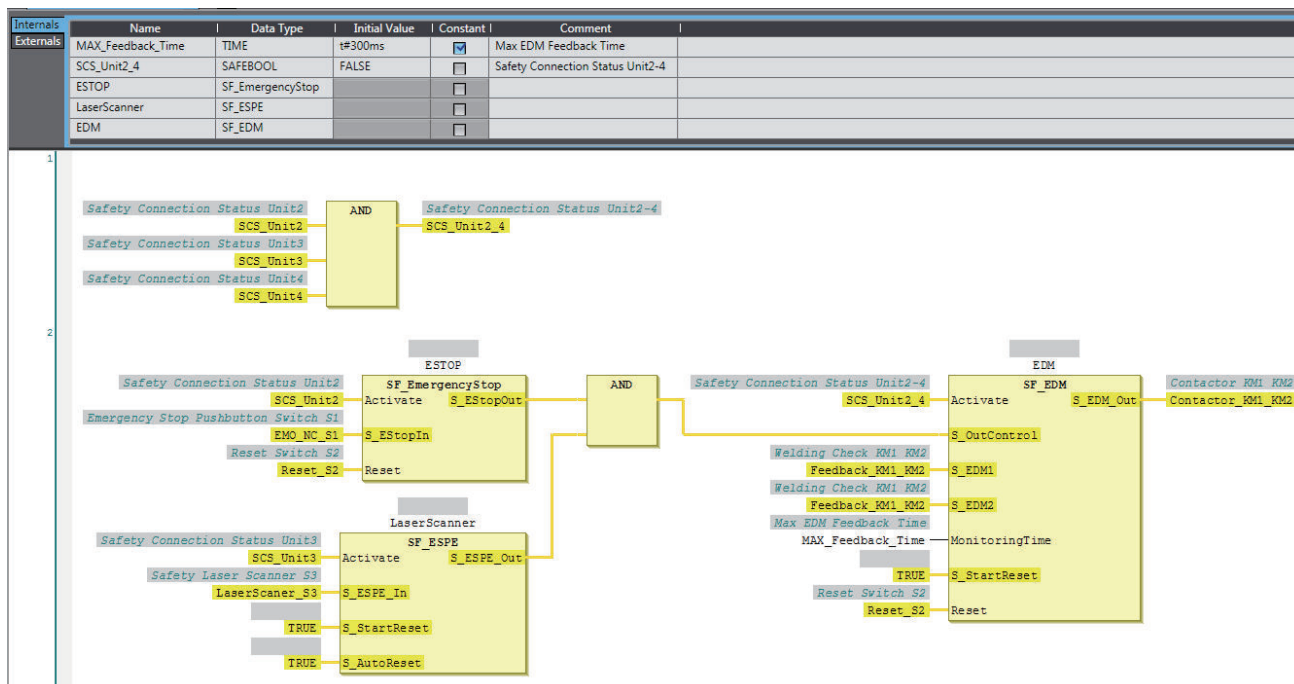 Internals
Externals
Name Data Type Initial Value Constant Comment
MAX_Feedback_Time TIME t#300ms Max EDM Feedback Time
SCS_Unit2_4 SAFEBOOL FALSE Safety Connection Status Unit2-4
ESTOP SF_EmergencyStop
LaserScanner SF_ESPE
EDM SF_EDM
1
Safety Connection Status Unit2
SCS_Unit2
Safety Connection Status Unit3
SCS_Unit3
Safety Connection Status Unit4
SCS_Unit4
AND
Safety Connection Status Unit2-4
SCS_Unit2_4
2
ESTOP
SF_EmergencyStop
Safety Connection Status Unit2
SCS_Unit2 Activate S_EStopOut
Emergency Stop Pushbutton Switch S1
EMO_NC_S1 S_EStopIn
Reset Switch S2
Reset_S2 Reset
AND
LaserScanner
SF_ESPE
Safety Connection Status Unit3
SCS_Unit3 Activate S_ESPE_Out
Safety Laser Scanner S3
LaserScaner_S3 S_ESPE_In
TRUE S_StartReset
TRUE S_AutoReset
EDM
SF_EDM
Safety Connection Status Unit2-4
SCS_Unit2_4 Activate S_EDM_Out
Contactor KM1 KM2
Contactor_KM1_KM2
S_OutControl
Welding Check KM1 KM2
Feedback_KM1_KM2 S_EDM1
Welding Check KM1 KM2
Feedback_KM1_KM2 S_EDM2
Max EDM Feedback Time
MAX_Feedback_Time MonitoringTime
TRUE S_StartReset
Reset Switch S2
Reset_S2 Reset